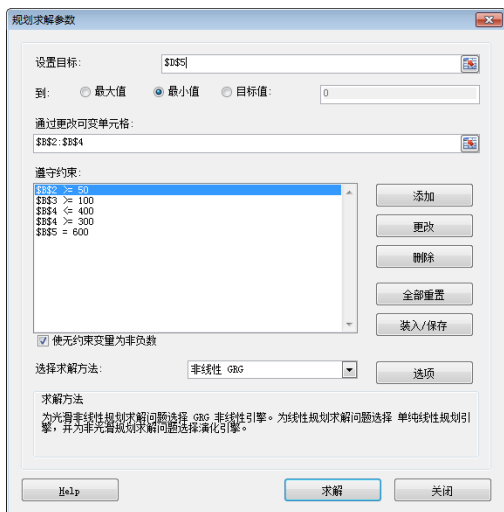 规划求解参数
设置目标:
$D$5
到:
最大值
最小值
目标值:
0
通过更改可变单元格:
$B$2:$B$4
遵守约束:
$B$2 >= 50
$B$3 >= 100
$B$4 <= 400
$B$4 >= 300
$B$5 = 600
添加
更改
删除
全部重置
装入/保存
使无约束变量为非负数
选择求解方法:
非线性 GRG
选项
求解方法
为光滑非线性规划求解问题选择 GRG 非线性引擎。为线性规划求解问题选择 单纯线性规划引
擎，并为非光滑规划求解问题选择演化引擎。
Help
求解
关闭